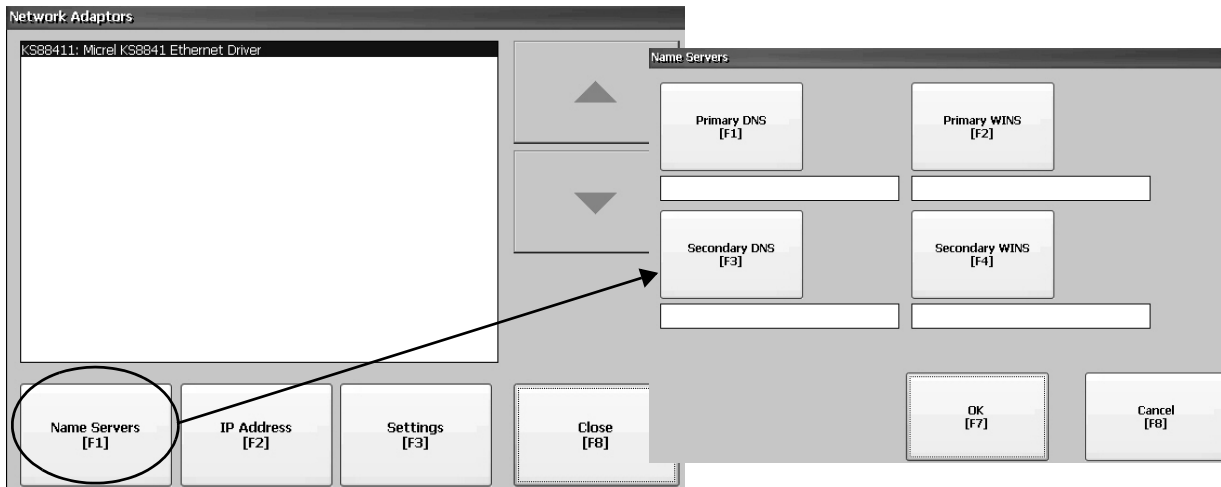 Network Adaptors
KS88411: Micrel KS8841 Ethernet Driver
Name Servers
[F1]
IP Address
[F2]
Settings
[F3]
Close
[F8]
Name Servers
Primary DNS
[F1]
Primary WINS
[F2]
Secondary DNS
[F3]
Secondary WINS
[F4]
OK
[F7]
Cancel
[F8]